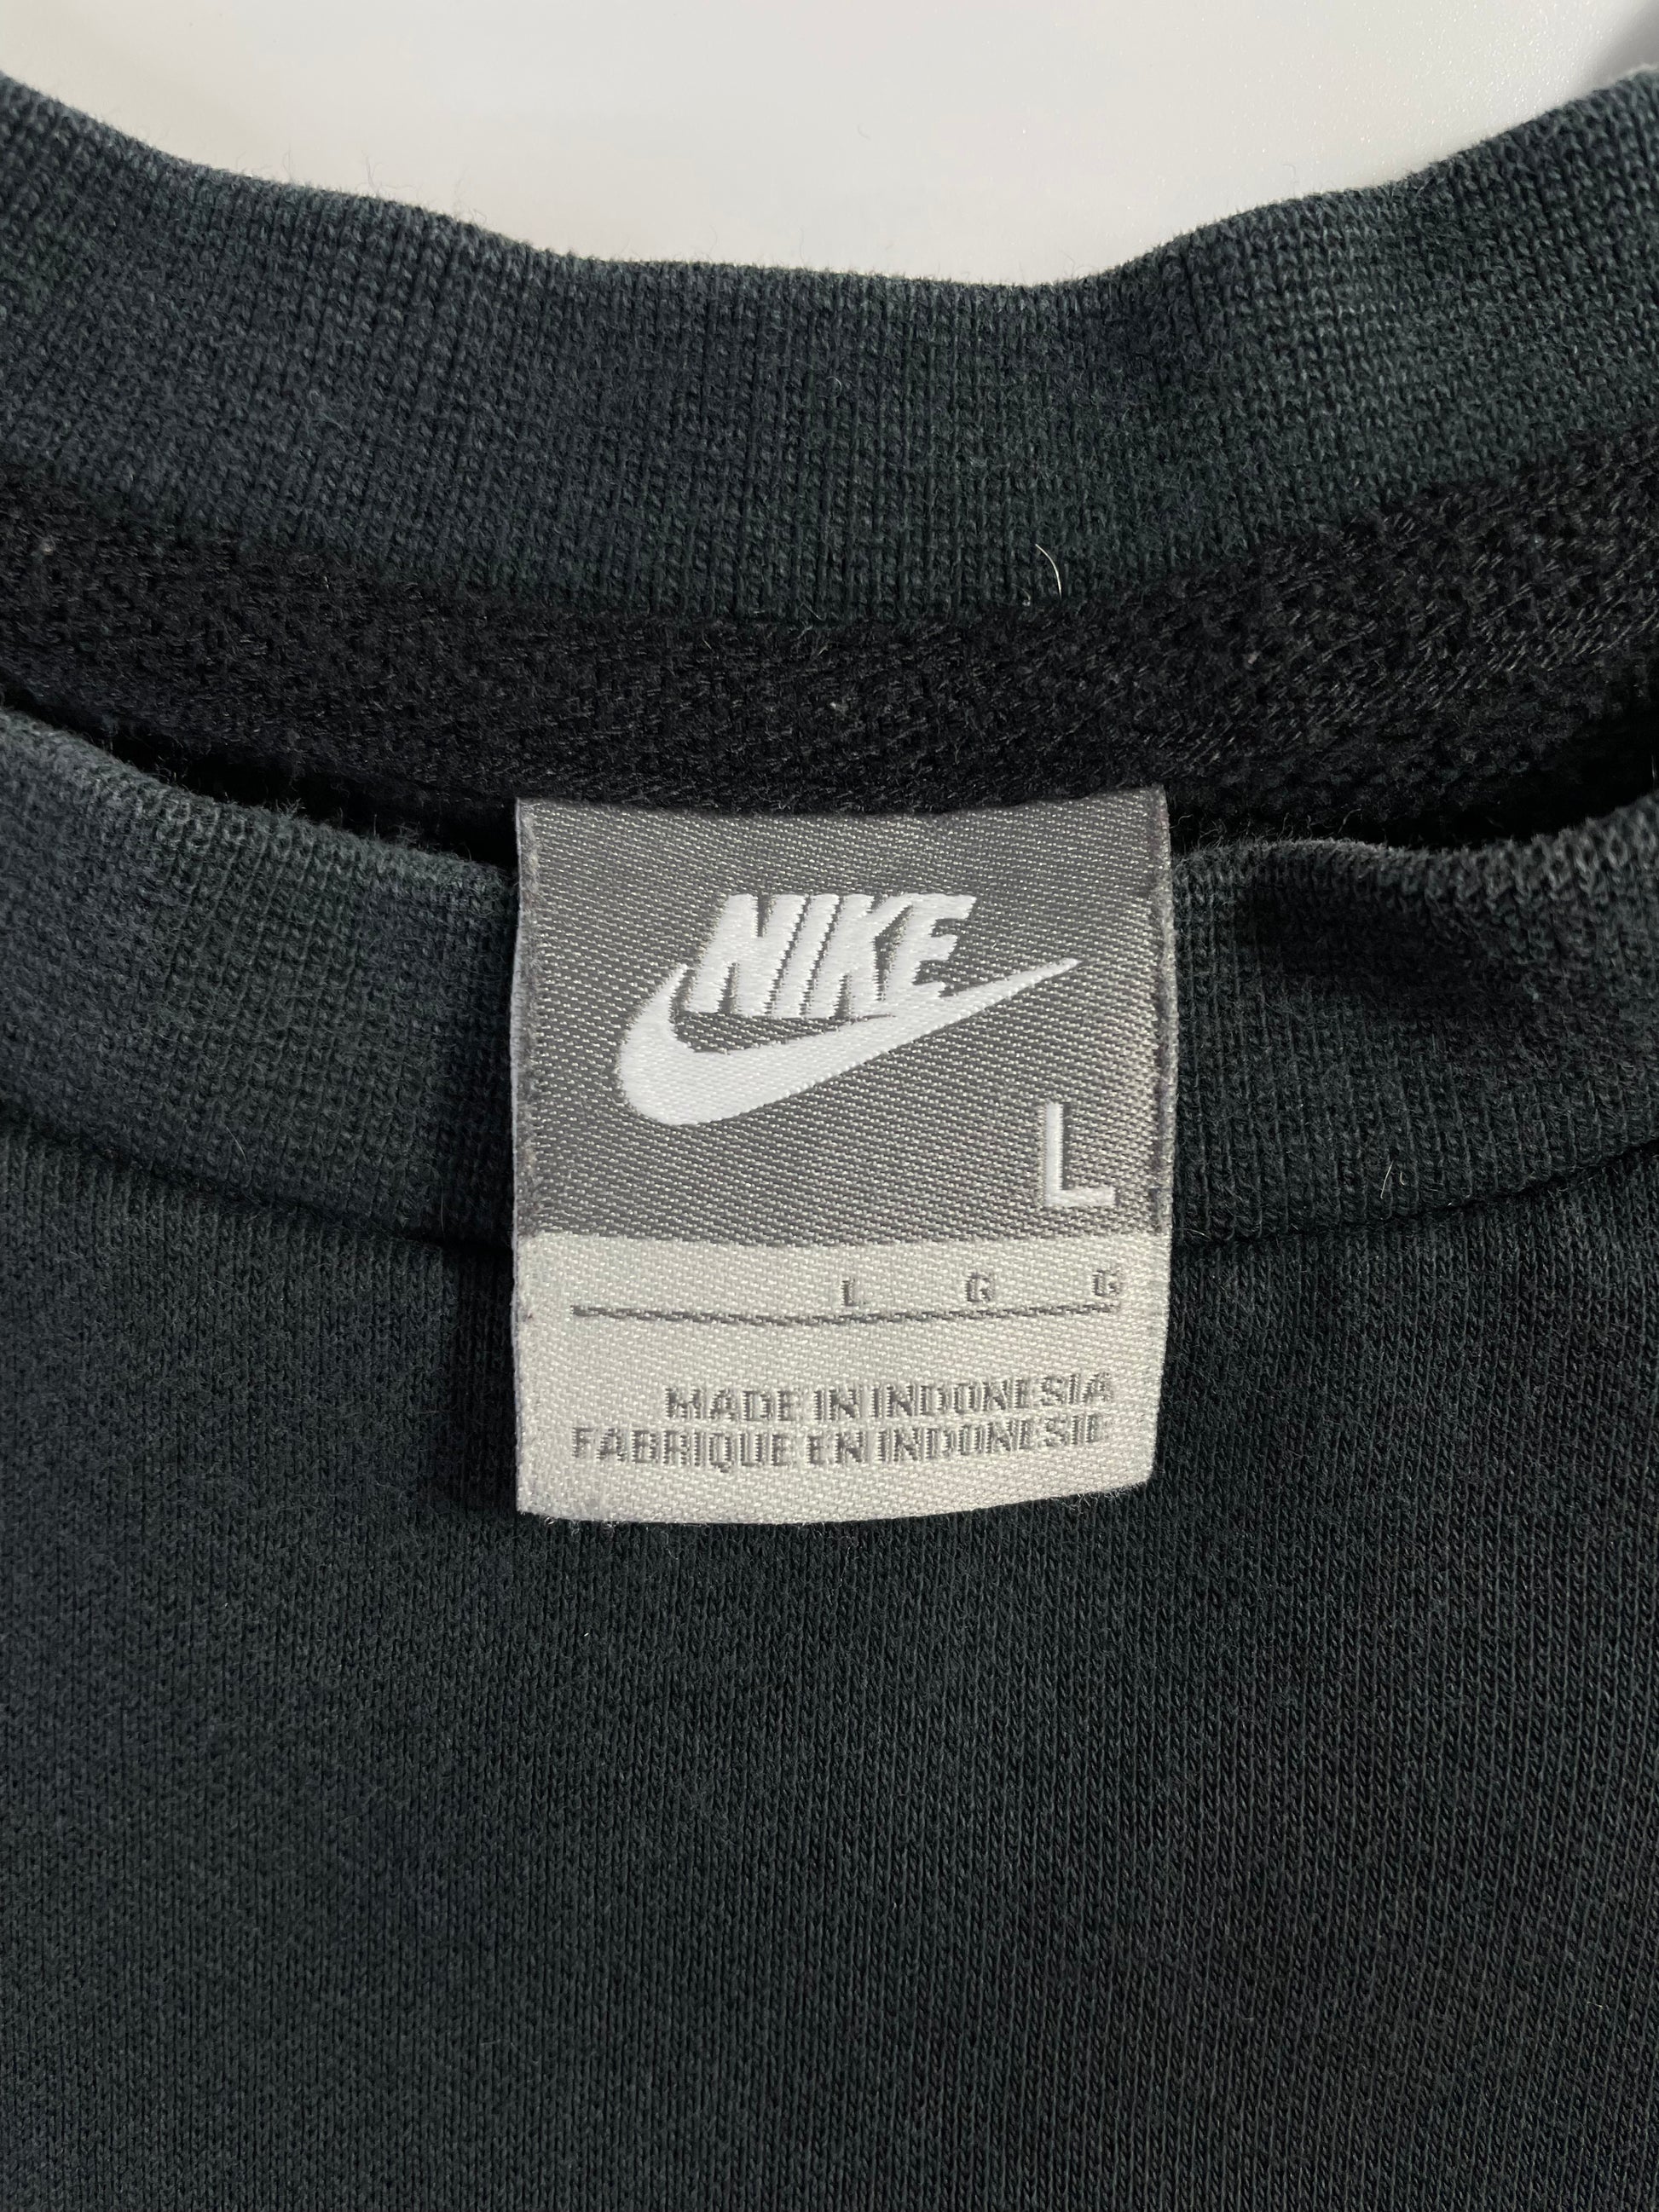 NIKE
L
L G G
MADE IN INDONESIA
FABRIQUE EN INDONESIE